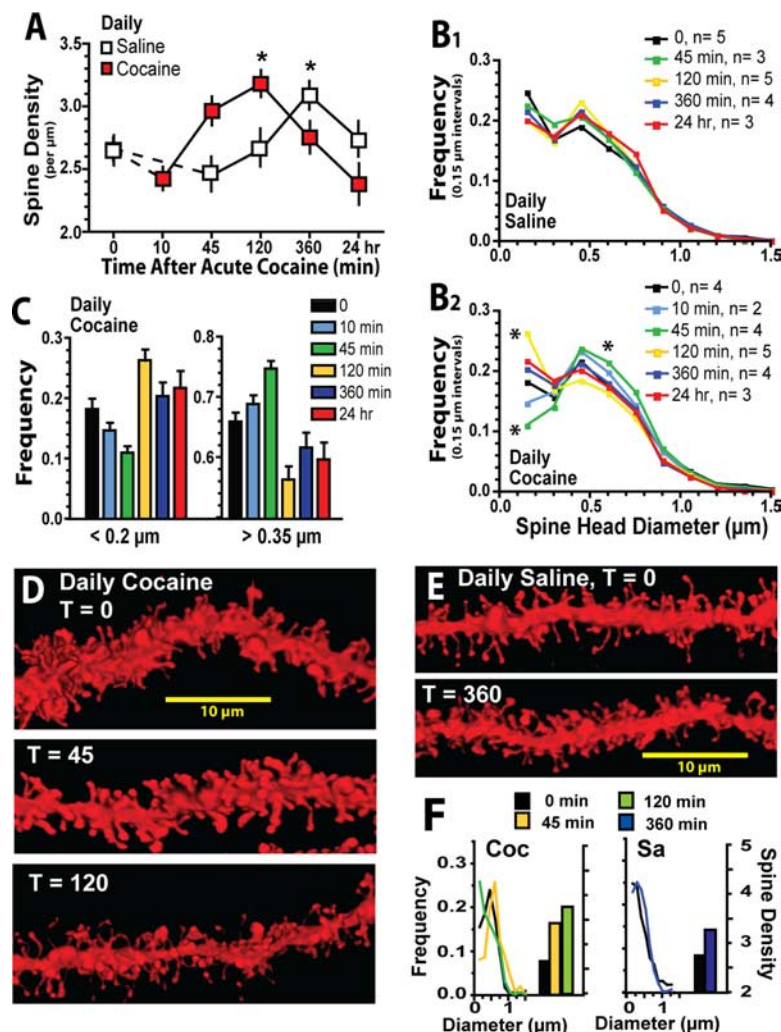 A
Daily
Saline
Cocaine
*
*
3.5
3.0
2.5
2.0
Spine Density
(per µm)
0
10
45
120
360
24 hr
Time After Acute Cocaine (min)
B1
0, n= 5
45 min, n= 3
120 min, n= 5
360 min, n= 4
24 hr, n= 3
0.3
0.2
0.1
0.0
Frequency
(0.15 µm intervals)
Daily
Saline
0.0
0.5
1.0
1.5
B2
0, n= 4
10 min, n= 2
45 min, n= 4
120 min, n= 5
360 min, n= 4
24 hr, n= 3
*
*
*
0.3
0.2
0.1
0.0
Frequency
(0.15 µm intervals)
Daily
Cocaine
0.0
0.5
1.0
1.5
Spine Head Diameter (µm)
C
Daily
Cocaine
0
10 min
45 min
120 min
360 min
24 hr
0.3
0.2
0.1
0.0
Frequency
0.8
0.7
0.6
< 0.2 µm
> 0.35 µm
D
Daily Cocaine
T = 0
10 µm
T = 45
T = 120
E
Daily Saline, T = 0
T = 360
10 µm
F
0 min
45 min
120 min
360 min
Coc
Sa
0.3
0.2
0.1
0.0
Frequency
0
1
Diameter (µm)
0
1
Diameter (µm)
5
4
3
2
Spine Density